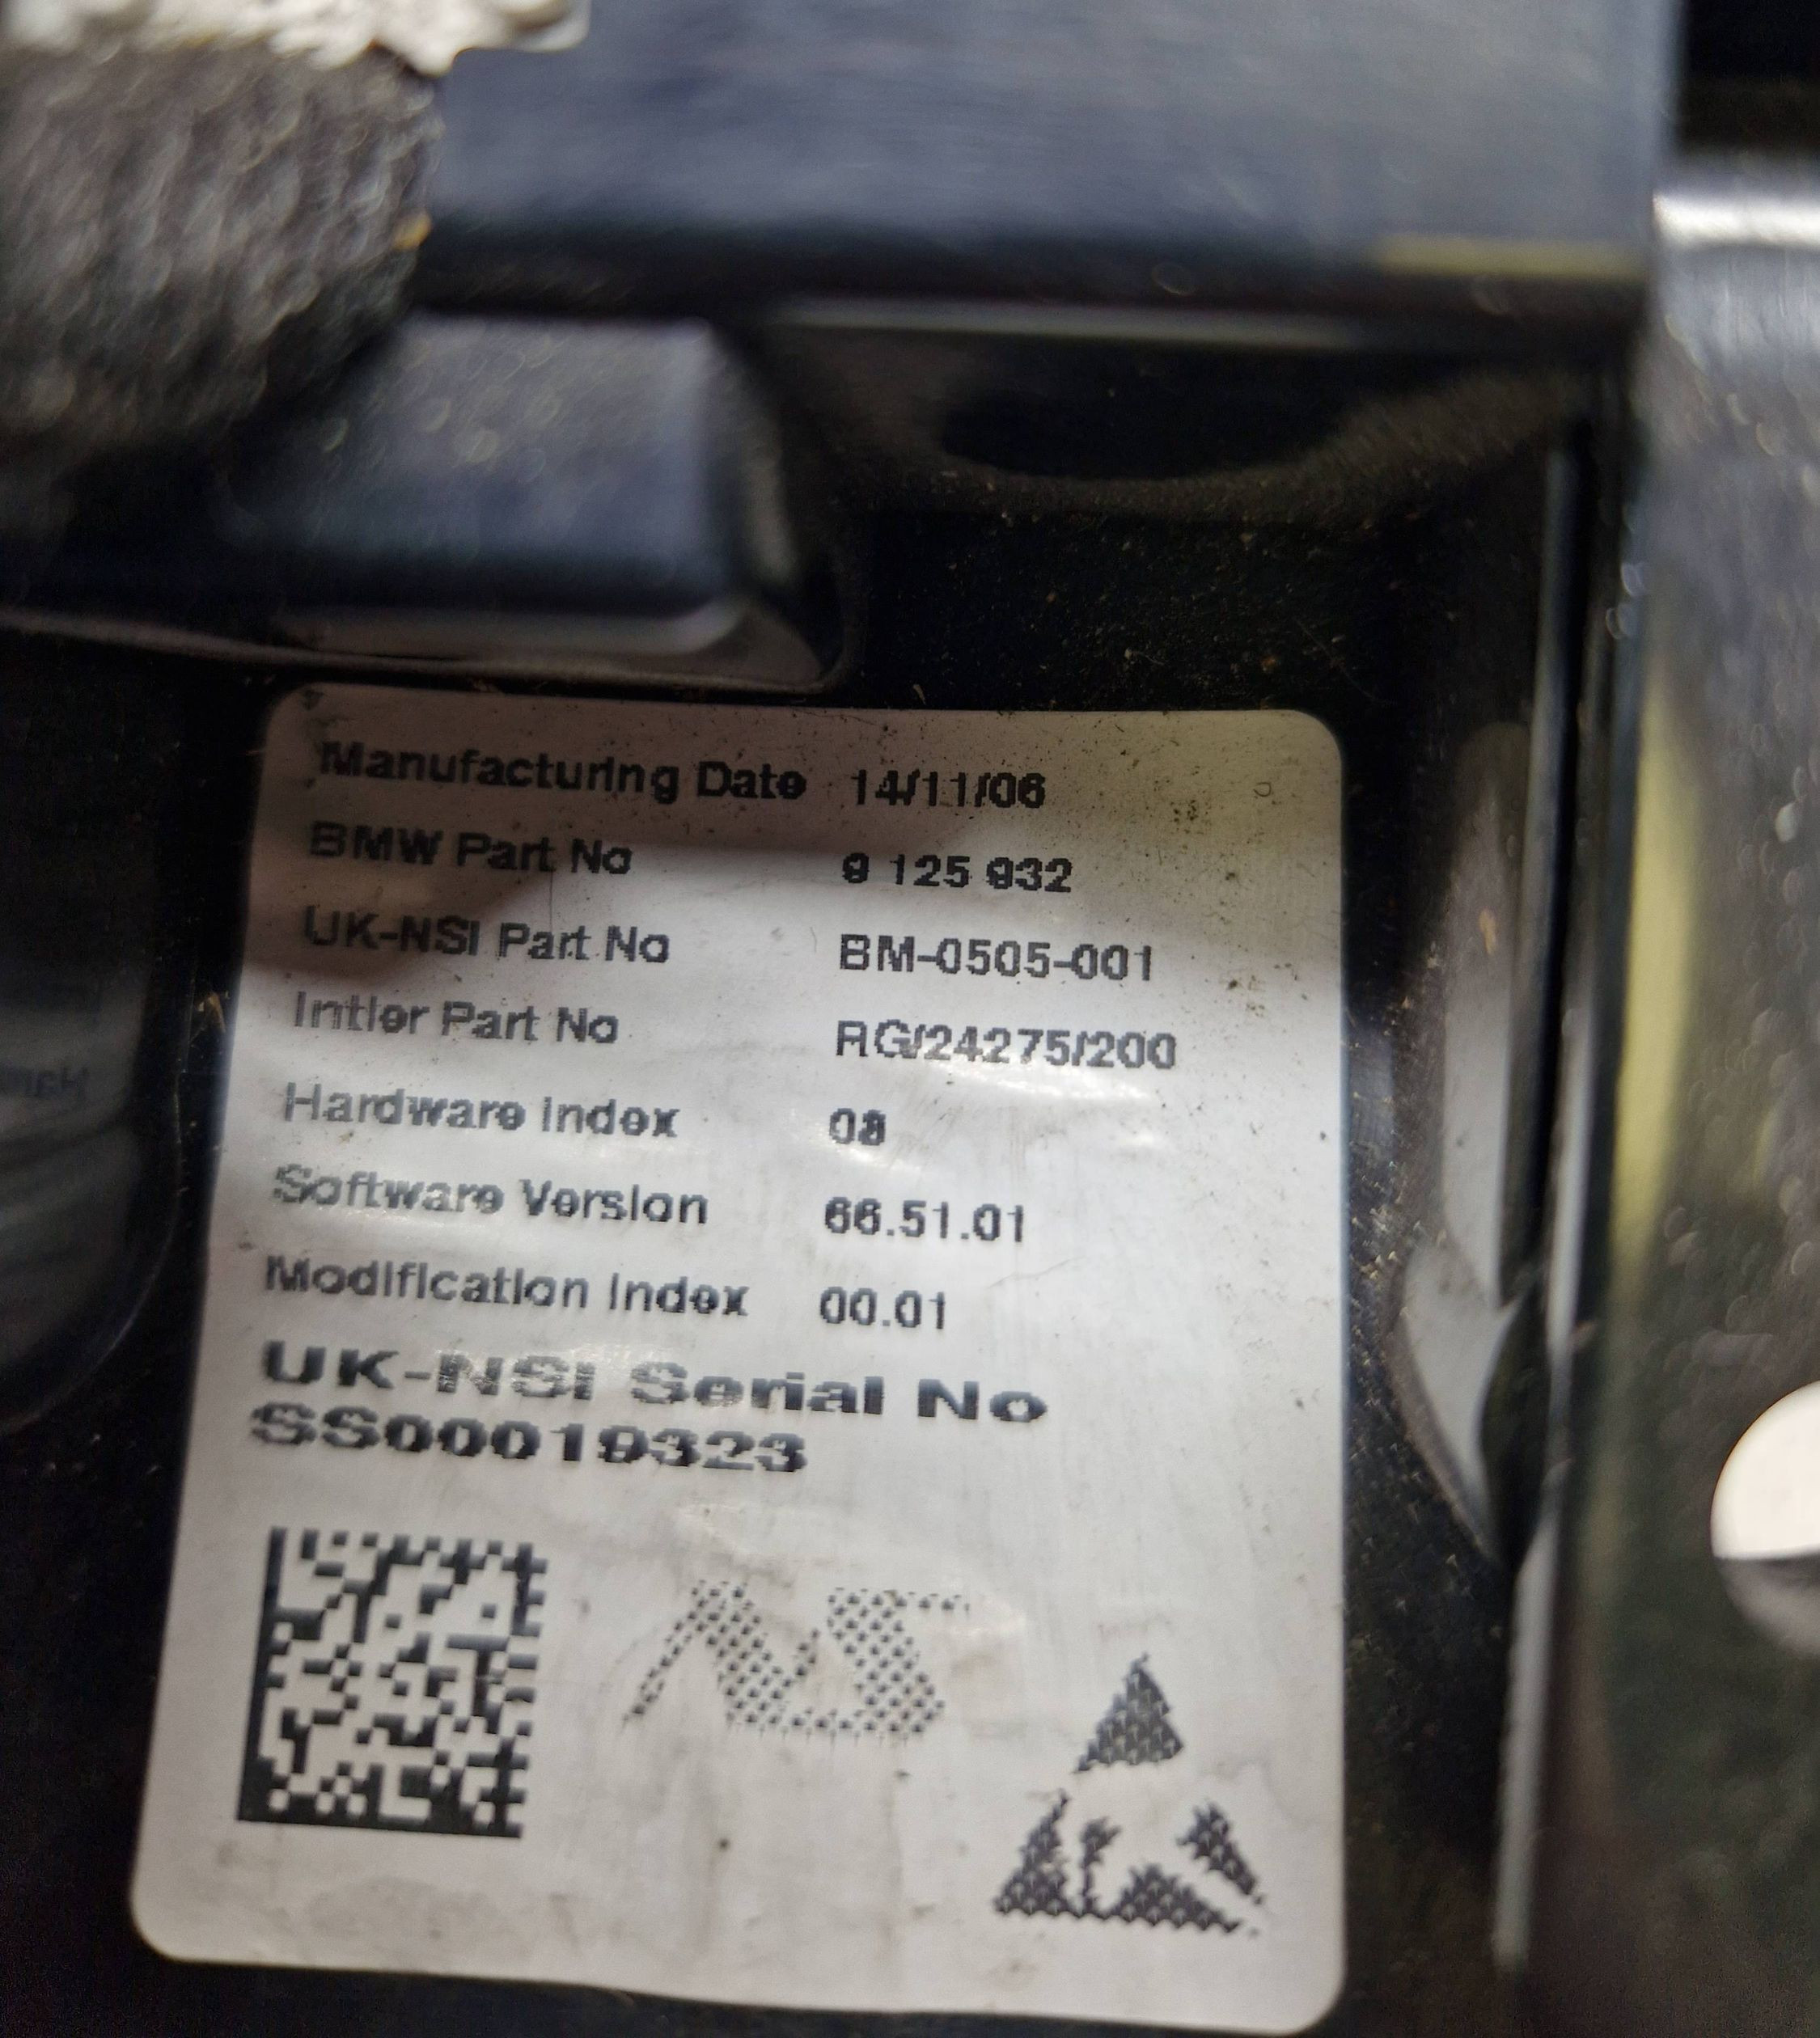 Manufacturing Date 14/11/06
BMW Part No 9 125 932
UK-NSI Part No BM-0505-001
Intier Part No RG/24275/200
Hardware Index
Software Version 66.51.01
Modification Index 00.01
UK-NSI Serial No
SS00019323